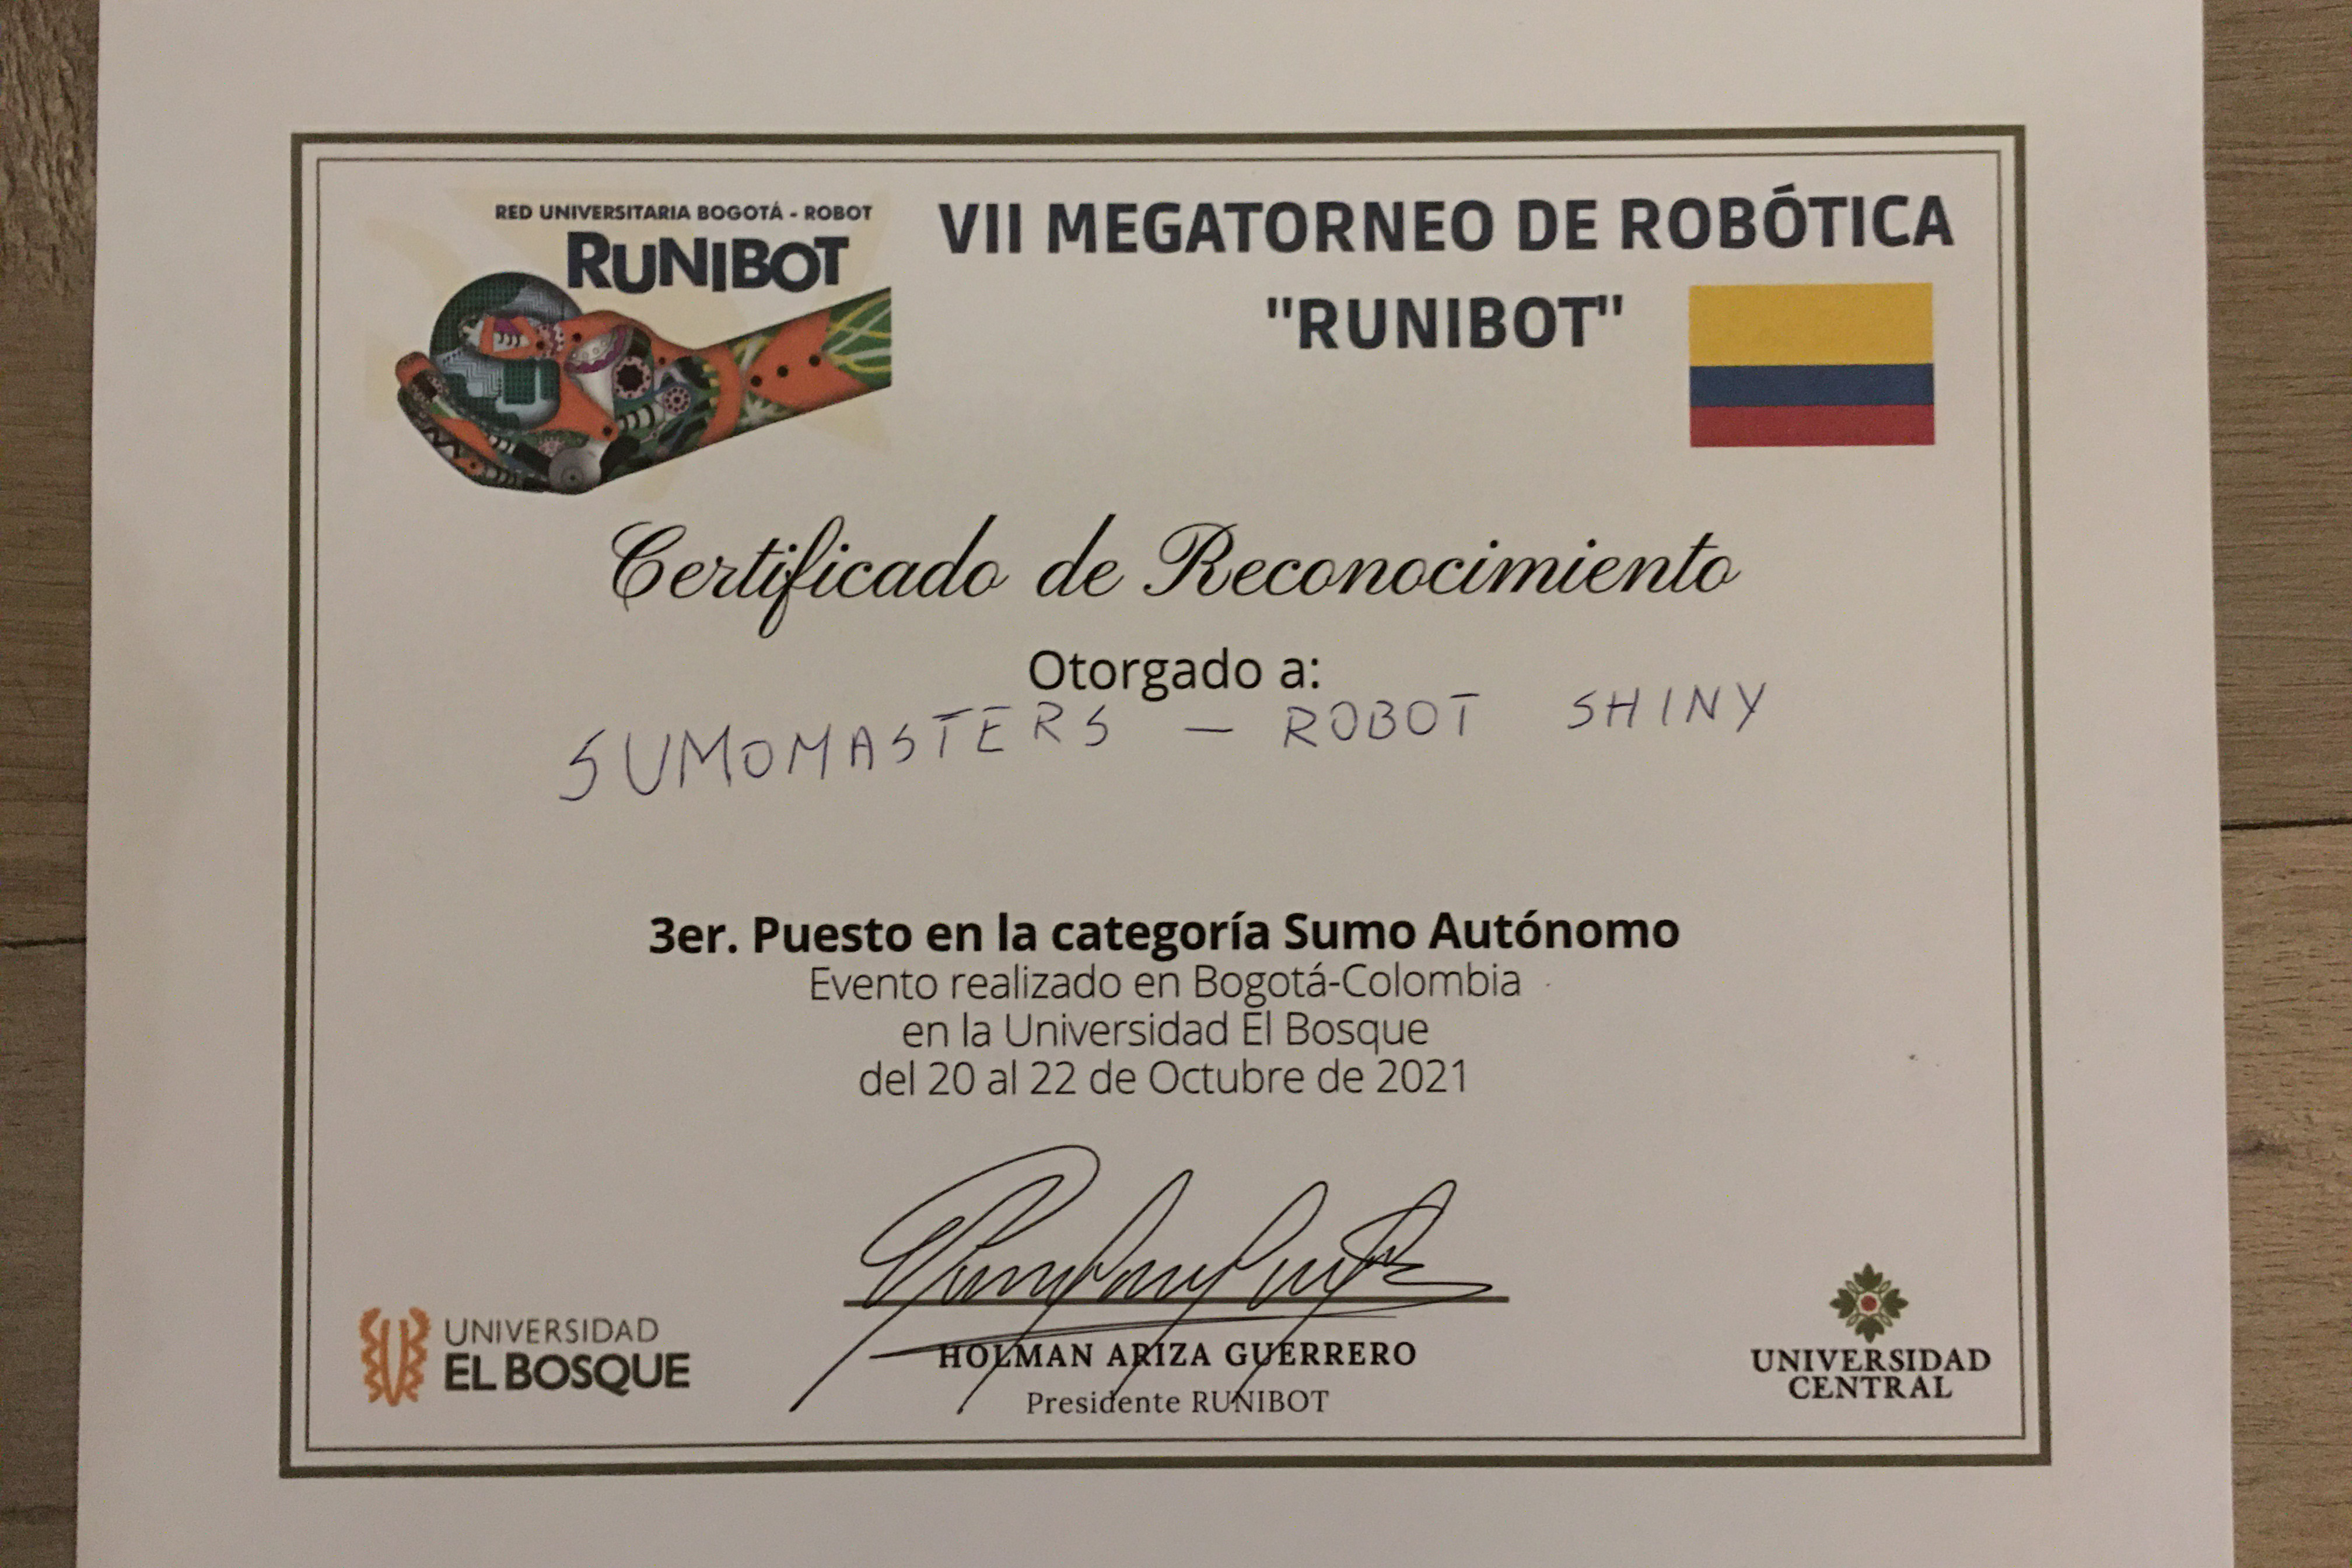 RED UNIVERSITARIA BOGOTÁ - ROBOT
RUNIBOT
VII MEGATORNEO DE ROBÓTICA
"RUNIBOT"
Certificado de Reconocimiento
Otorgado a:
SUMOMASTERS — ROBOT SHINY
3er. Puesto en la categoría Sumo Autónomo
Evento realizado en Bogotá-Colombia
en la Universidad El Bosque
del 20 al 22 de Octubre de 2021
HOLMAN ARIZA GUERRERO
Presidente RUNIBOT
UNIVERSIDAD
EL BOSQUE
UNIVERSIDAD
CENTRAL